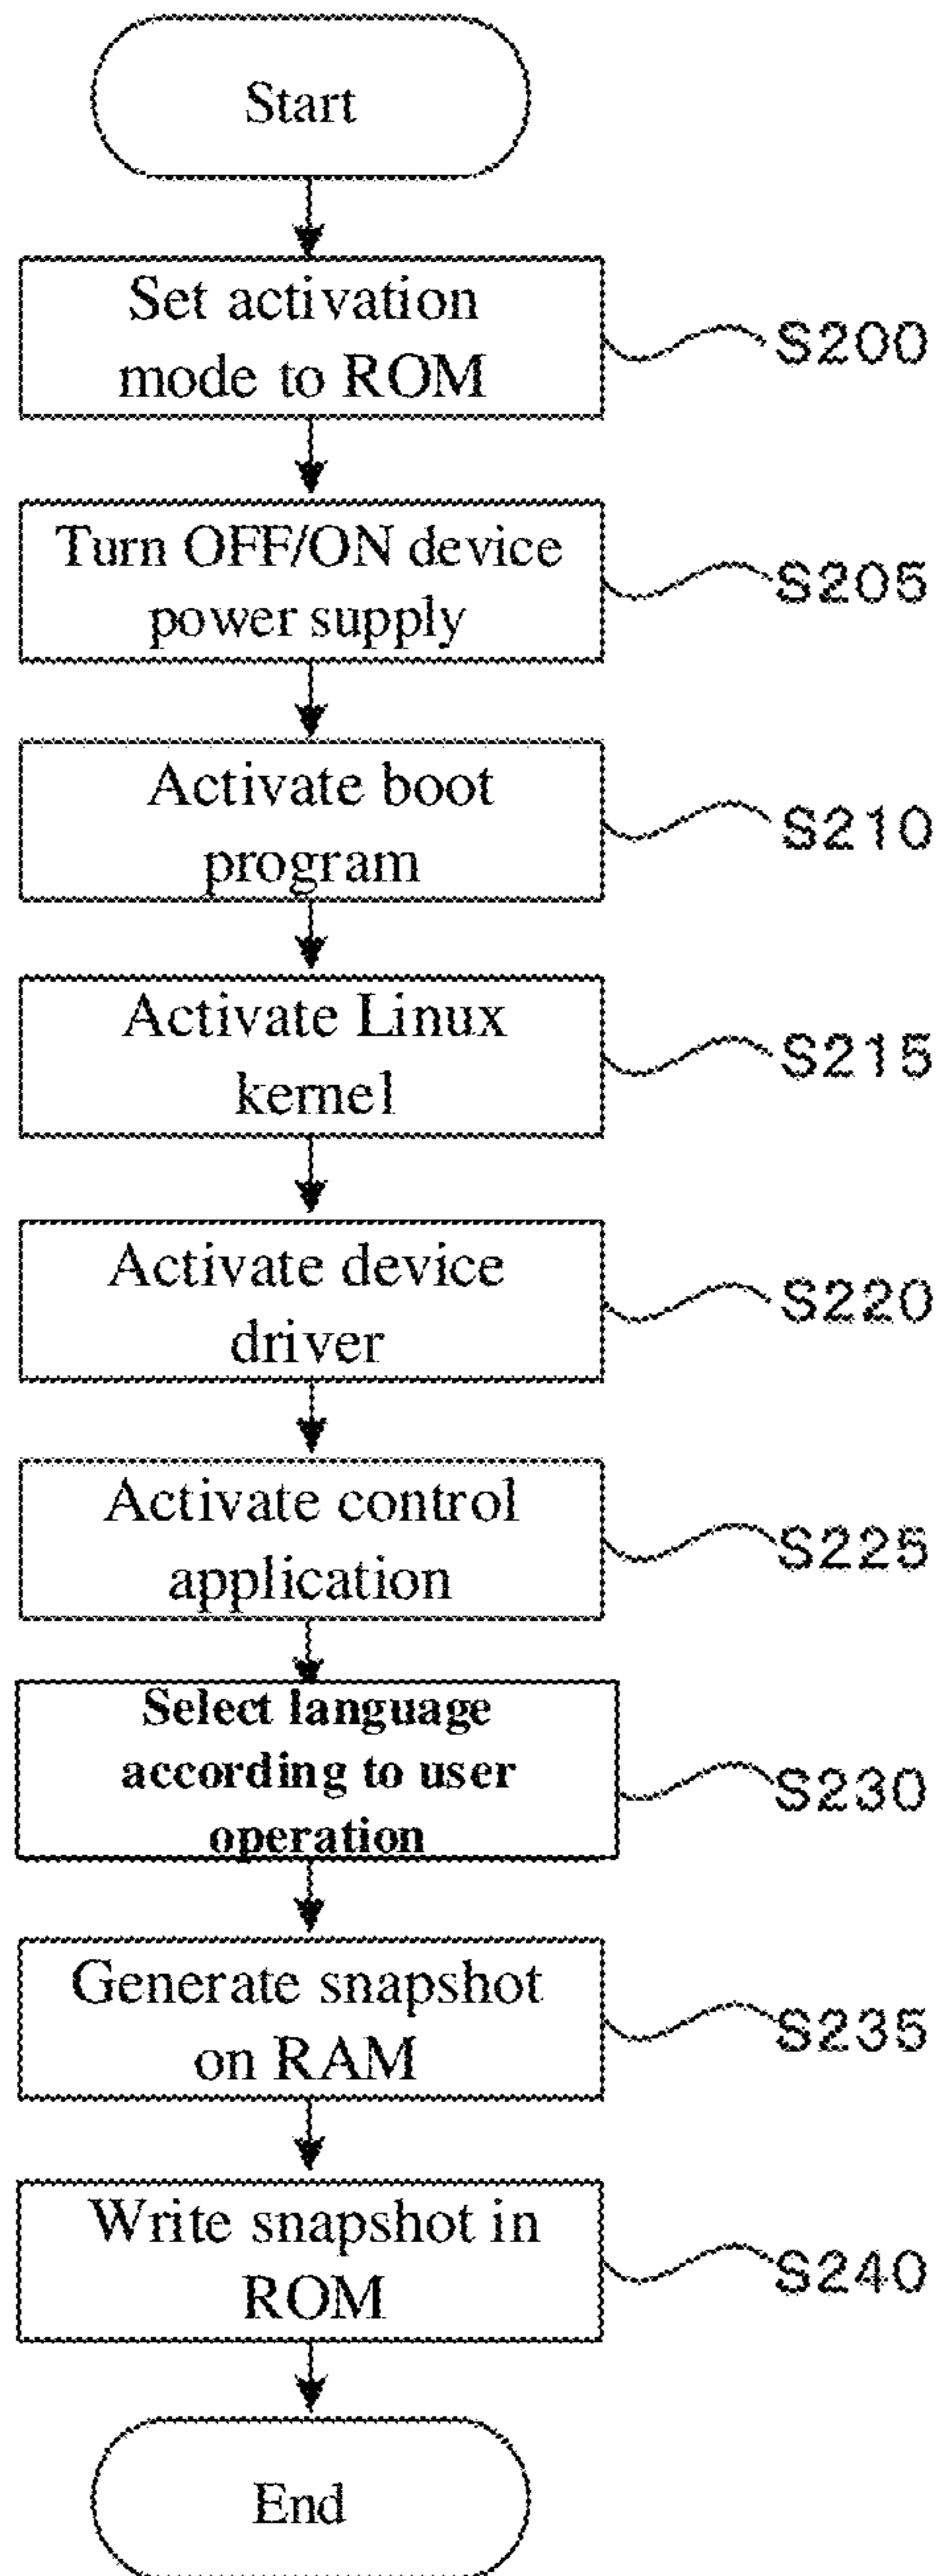 Start
Set activation
mode to ROM
S200
Turn OFF/ON device
power supply
S205
Activate boot
program
S210
Activate Linux
kernel
S215
Activate device
driver
S220
Activate control
application
S225
Select language
according to user
operation
S230
Generate snapshot
on RAM
S235
Write snapshot in
ROM
S240
End